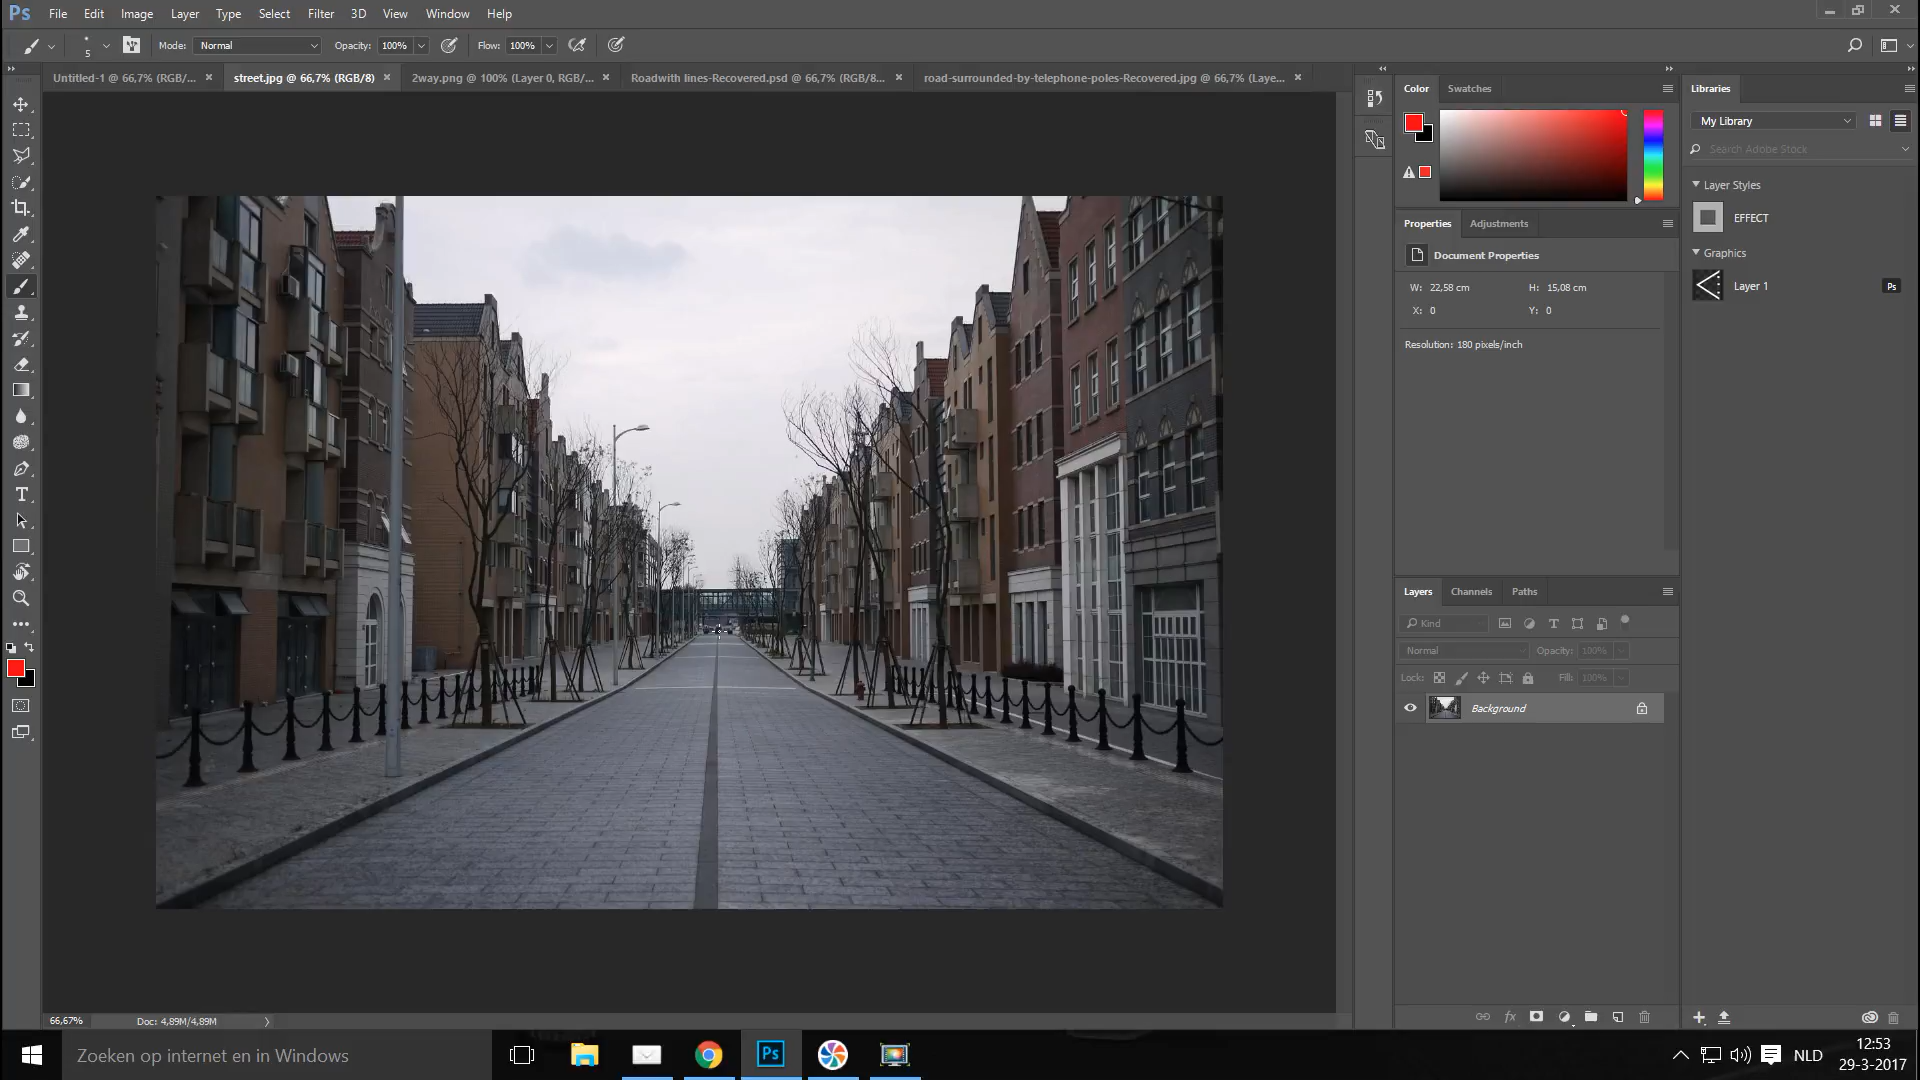 Ps File Edit Image Layer Type Select Filter 3D View Window Help
5 Mode: Normal Opacity: 100% Flow: 100%
Untitled-1 @ 66,7% (RGB/... × street.jpg @ 66,7% (RGB/8) × 2way.png @ 100% (Layer 0, RGB/... × Roadwith lines-Recovered.psd @ 66,7% (RGB/8... × road-surrounded-by-telephone-poles-Recovered.jpg @ 66,7% (Laye... ×
Color Swatches
Properties Adjustments
Document Properties
W: 22,58 cm H: 15,08 cm
X: 0 Y: 0
Resolution: 180 pixels/inch
Layers Channels Paths
Kind
Normal Opacity: 100%
Lock: Fill: 100%
Background
Libraries
My Library
Search Adobe Stock
Layer Styles
EFFECT
Graphics
Layer 1 Ps
66,67% Doc: 4,89M/4,89M
Zoeken op internet en in Windows
Ps
NLD
12:53
29-3-2017